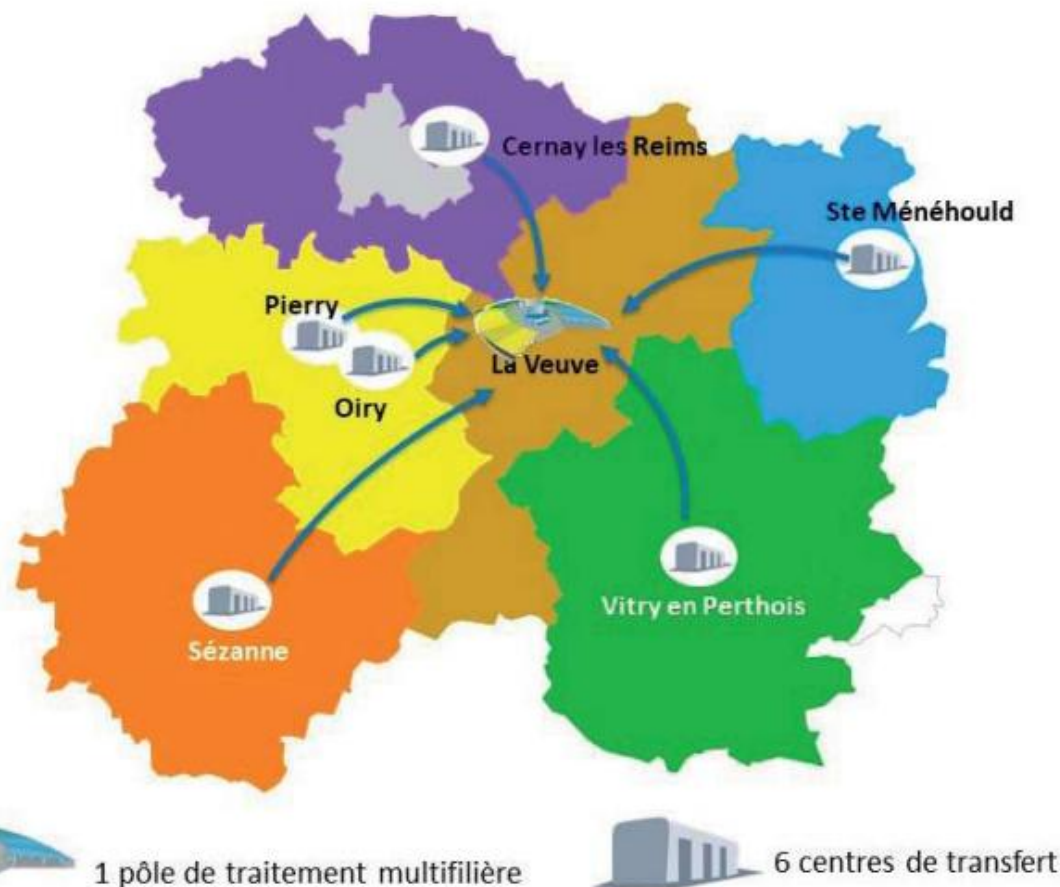 Cernay les Reims
Ste Ménéhould
Pierry
La Veuve
Oiry
Vitry en Perthois
Sézanne
1 pôle de traitement multifilière
6 centres de transfert